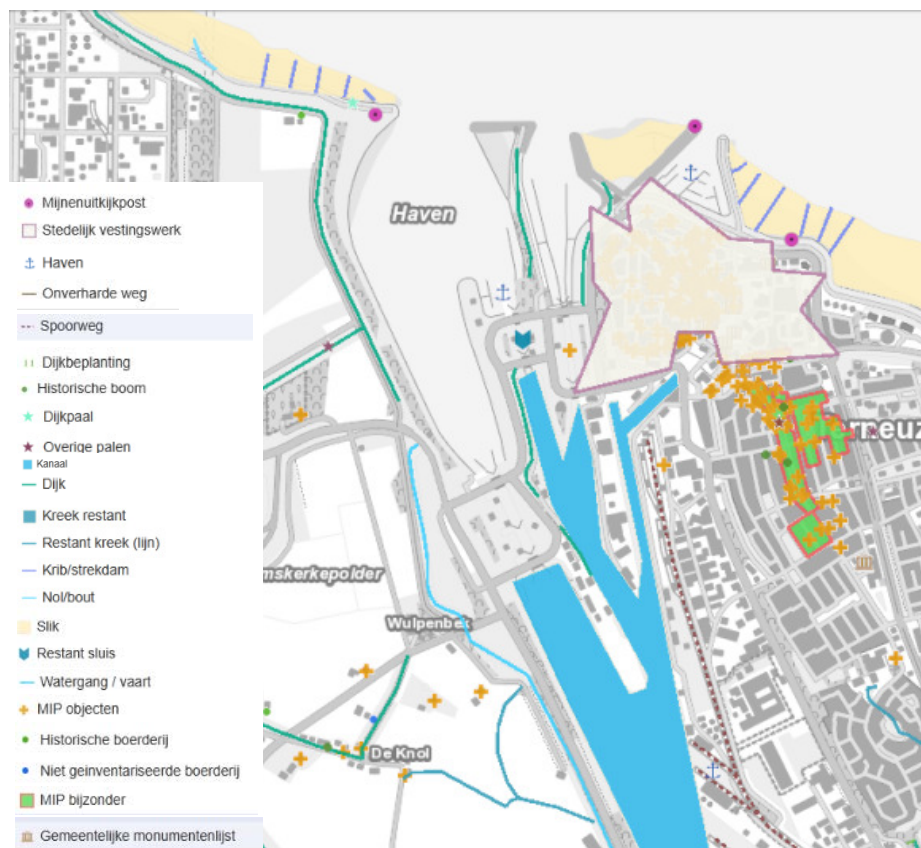 Haven
Mijnenuitkijkpost
Stedelijk vestingswerk
Haven
Onverharde weg
Spoorweg
Dijkbeplanting
Historische boom
Dijkpaal
Overige palen
Kanaal
Dijk
Kreek restant
Restant kreek (lijn)
Krib/strekdam
Nol/bout
Slik
Restant sluis
Watergang / vaart
MIP objecten
Historische boerderij
Niet geinventariseerde boerderij
MIP bijzonder
Gemeentelijke monumentenlijst
rneuz
mskerkepolder
Wulpenbek
De Knol